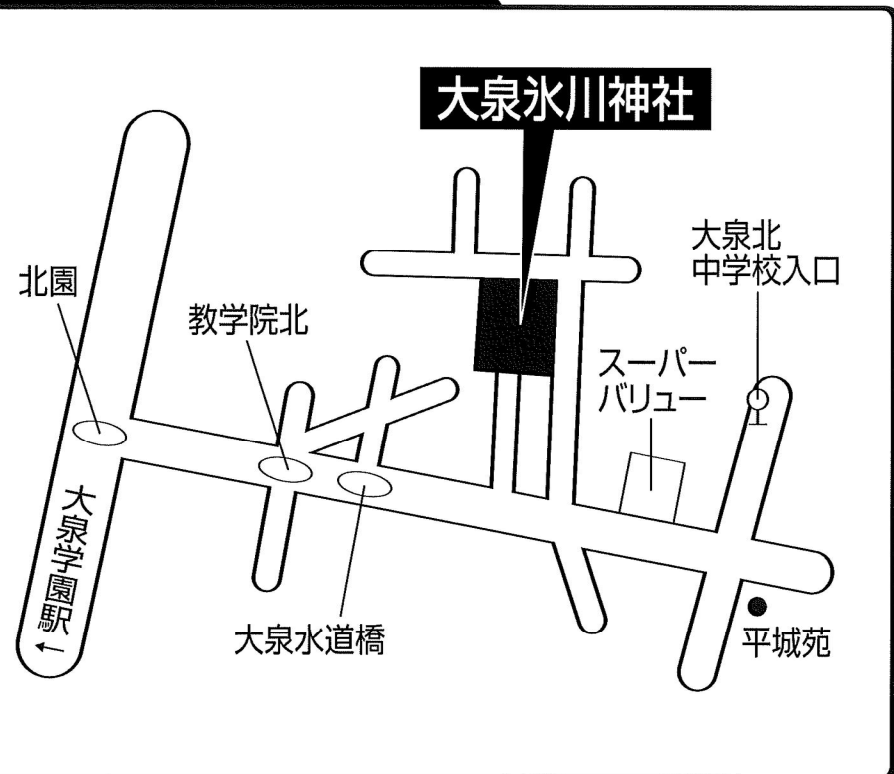 大泉氷川神社
大泉北
中学校入口
北園
教学院北
スーパー
バリュー
大泉学園駅
←
大泉水道橋
平城苑